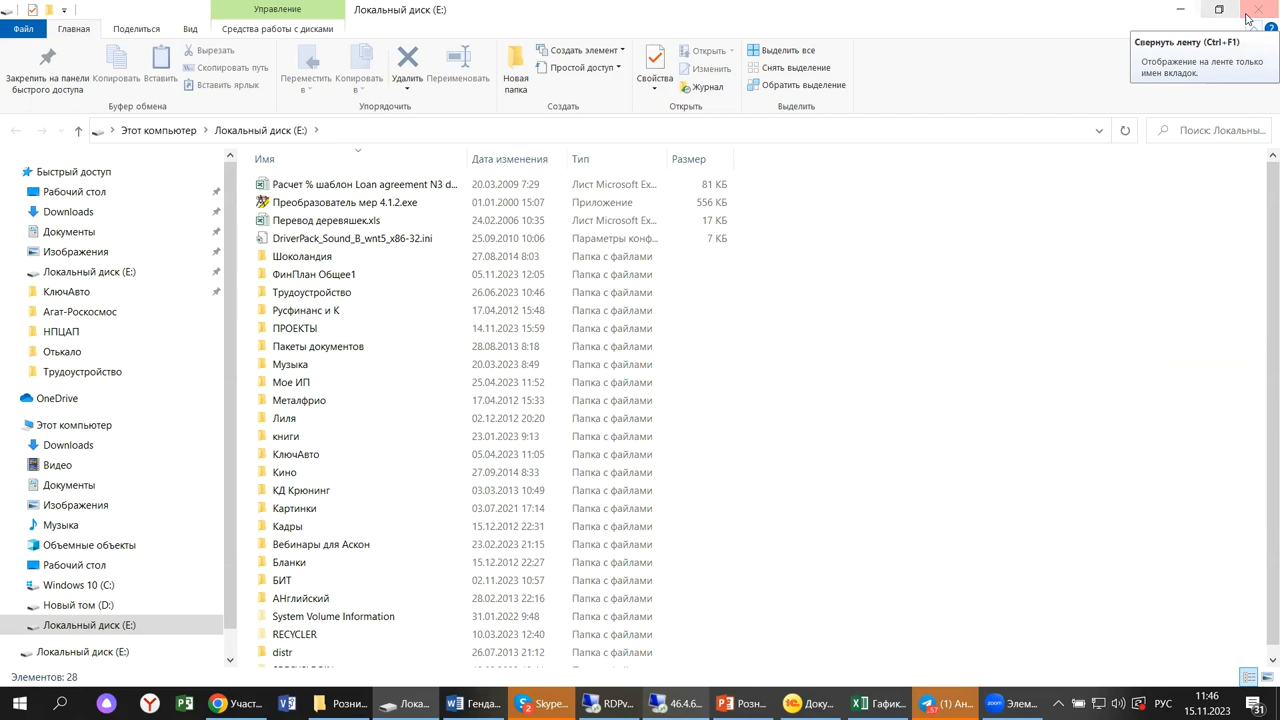 Управление
Локальный диск (E:)
Файл
Главная
Поделиться
Вид
Средства работы с дисками
Закрепить на панели быстрого доступа
Копировать
Вставить
Вырезать
Скопировать путь
Вставить ярлык
Буфер обмена
Переместить в
Копировать в
Удалить
Переименовать
Упорядочить
Новая папка
Создать элемент
Простой доступ
Создать
Свойства
Открыть
Изменить
Журнал
Открыть
Выделить все
Снять выделение
Обратить выделение
Выделить
Свернуть ленту (Ctrl+F1)
Отображение на ленте только
имен вкладок.
Этот компьютер
Локальный диск (E:)
Поиск: Локальны...
Быстрый доступ
Рабочий стол
Downloads
Документы
Изображения
Локальный диск (E:)
КлючАвто
Агат-Роскосмос
НПЦАП
Откало
Трудоустройство
OneDrive
Этот компьютер
Downloads
Видео
Документы
Изображения
Музыка
Объемные объекты
Рабочий стол
Windows 10 (C:)
Новый том (D:)
Локальный диск (E:)
Локальный диск (E:)
Имя Дата изменения Тип Размер
Расчет % шаблон Loan agreement N3 d... 20.03.2009 7:29 Лист Microsoft Ex... 81 КБ
Преобразователь мер 4.1.2.exe 01.01.2000 15:07 Приложение 556 КБ
Перевод деревяшек.xls 24.02.2006 10:35 Лист Microsoft Ex... 17 КБ
DriverPack_Sound_B_wnt5_x86-32.ini 25.09.2010 10:06 Параметры конф... 7 КБ
Шоколандия 27.08.2014 8:03 Папка с файлами
ФинПлан Общее1 05.11.2023 12:05 Папка с файлами
Трудоустройство 26.06.2023 10:46 Папка с файлами
Русфинанс и К 17.04.2012 15:48 Папка с файлами
ПРОЕКТЫ 14.11.2023 15:59 Папка с файлами
Пакеты документов 28.08.2013 8:18 Папка с файлами
Музыка 20.03.2023 8:49 Папка с файлами
Мое ИП 25.04.2023 11:52 Папка с файлами
Металфрио 17.04.2012 15:33 Папка с файлами
Лиля 02.12.2012 20:20 Папка с файлами
книги 23.01.2023 9:13 Папка с файлами
КлючАвто 05.04.2023 11:05 Папка с файлами
Кино 27.09.2014 8:33 Папка с файлами
КД Крюнинг 03.03.2013 10:49 Папка с файлами
Картинки 03.07.2021 17:14 Папка с файлами
Кадры 15.12.2012 22:31 Папка с файлами
Вебинары для Аскон 23.02.2023 21:15 Папка с файлами
Бланки 15.12.2012 22:27 Папка с файлами
БИТ 02.11.2023 10:57 Папка с файлами
АНглийский 28.02.2013 22:16 Папка с файлами
System Volume Information 31.01.2022 9:48 Папка с файлами
RECYCLER 10.03.2023 12:40 Папка с файлами
distr 26.07.2013 21:12 Папка с файлами
Элементов: 28
Участ...
Розни...
Лока...
Генда...
Skype...
RDPv...
46.4.6...
Розн...
Доку...
Гафик...
(1) Ан...
Элем...
РУС
11:46
15.11.2023
31